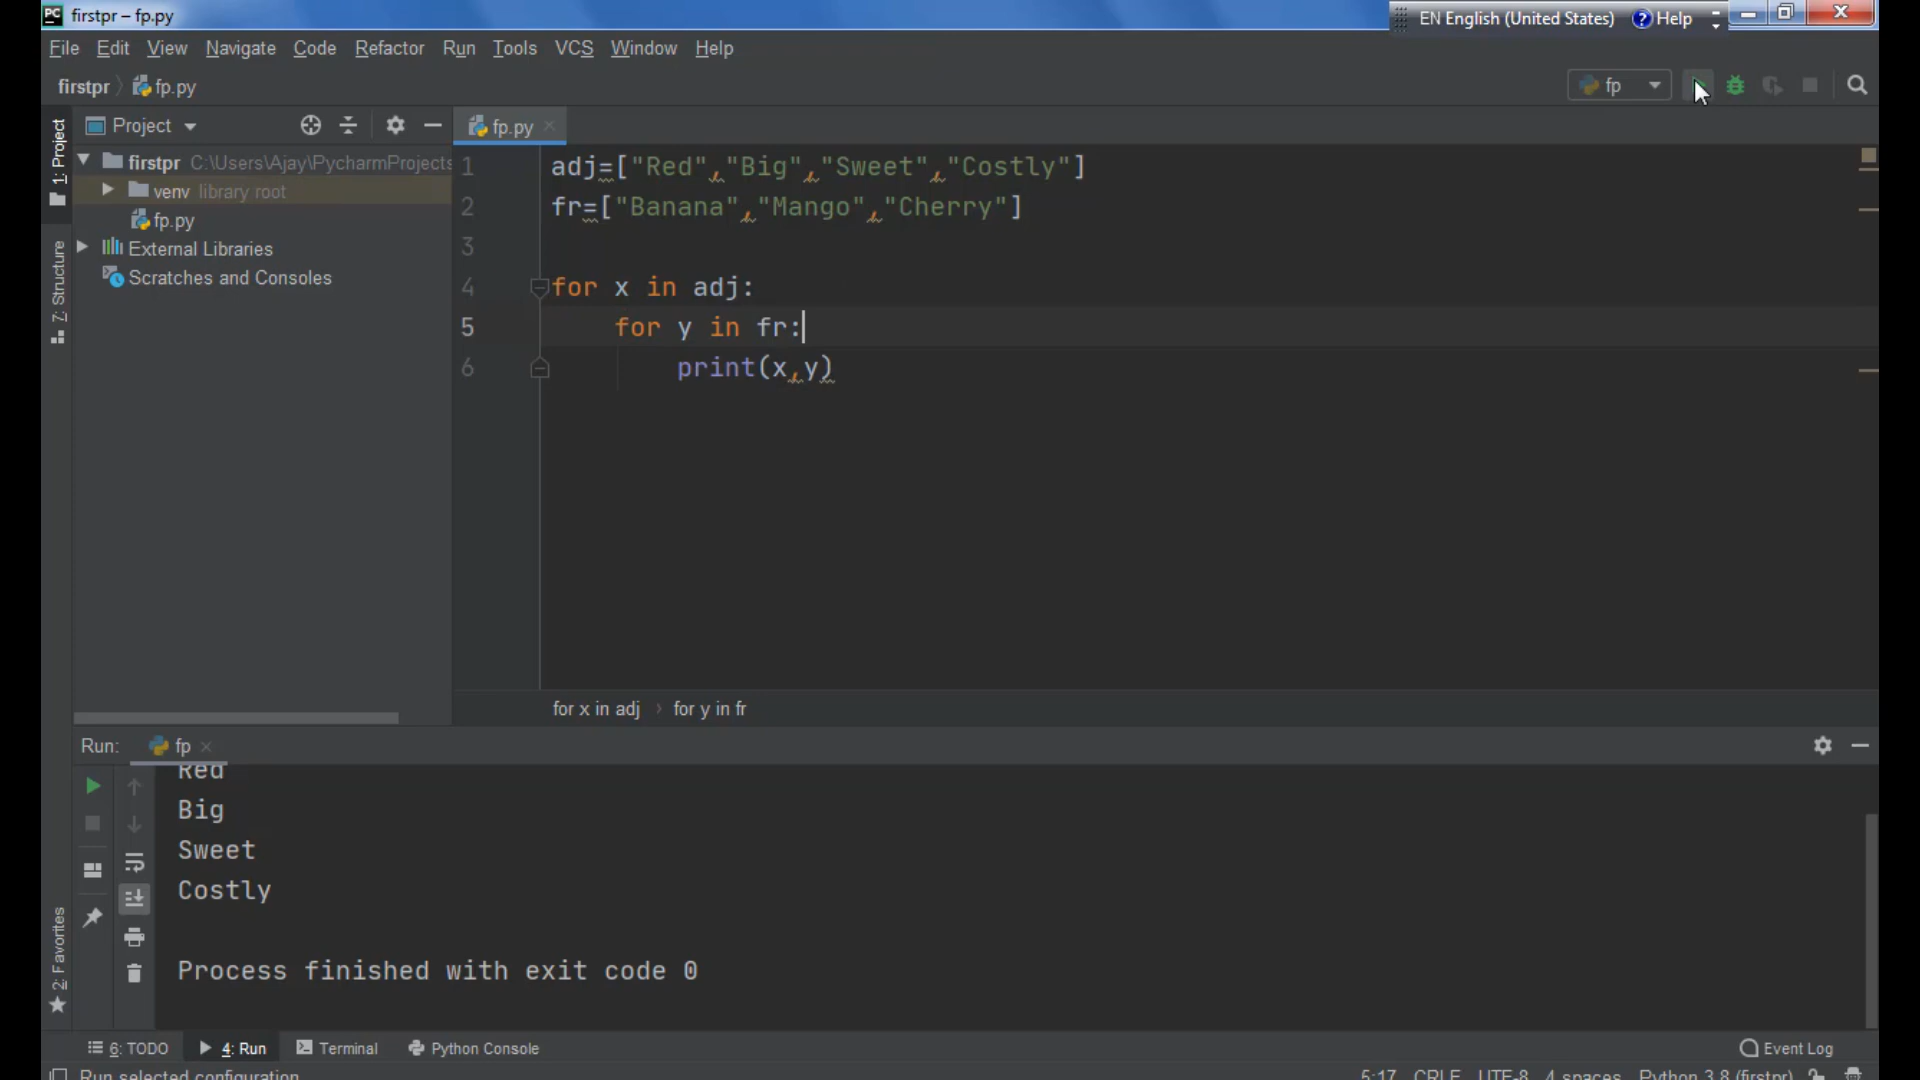 firstpr – fp.py
EN English (United States) Help
File Edit View Navigate Code Refactor Run Tools VCS Window Help
firstpr fp.py
fp
Project
fp.py
1: Project
7: Structure
2: Favorites
firstpr C:\Users\Ajay\PycharmProjects
venv library root
fp.py
External Libraries
Scratches and Consoles
1 adj=["Red","Big","Sweet","Costly"]
2 fr=["Banana","Mango","Cherry"]
3
4 for x in adj:
5 for y in fr:
6 print(x,y)
for x in adj for y in fr
Run: fp
Red
Big
Sweet
Costly
Process finished with exit code 0
6: TODO 4: Run Terminal Python Console Event Log
Run selected configuration 5:17 CRLF UTF-8 4 spaces Python 3.8 (firstpr)